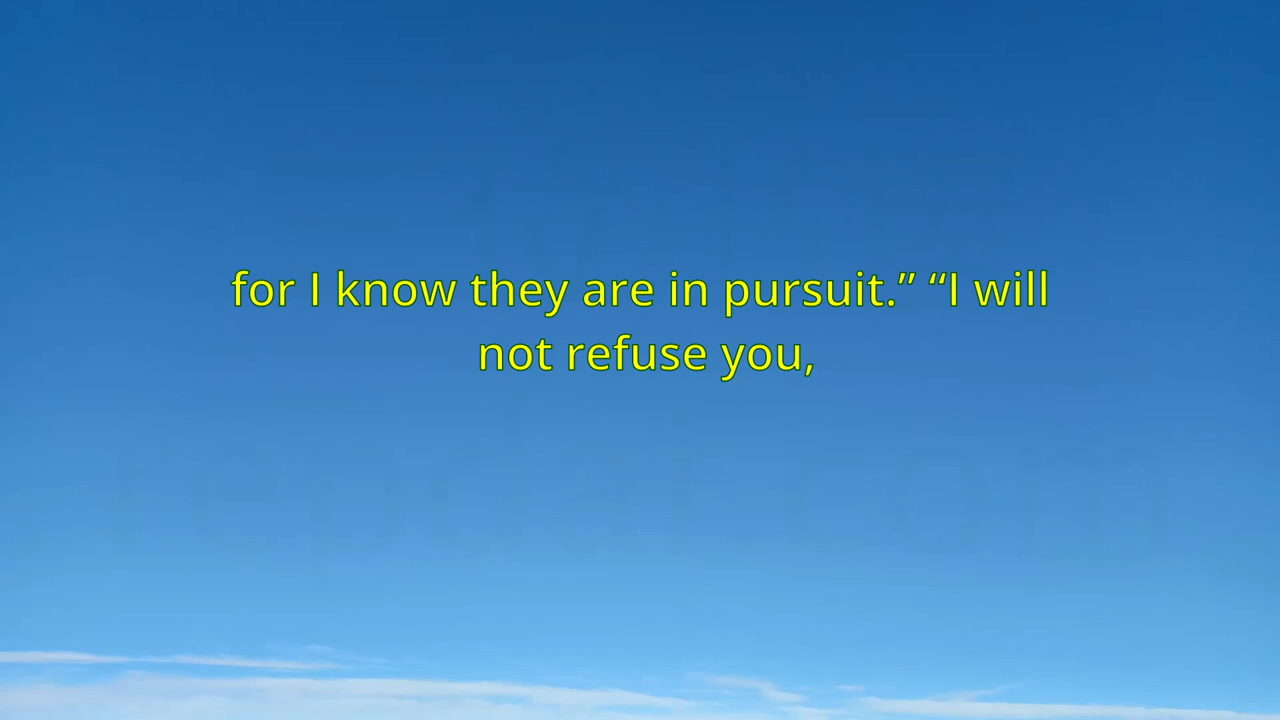 for I know they are in pursuit.” “I will
not refuse you,